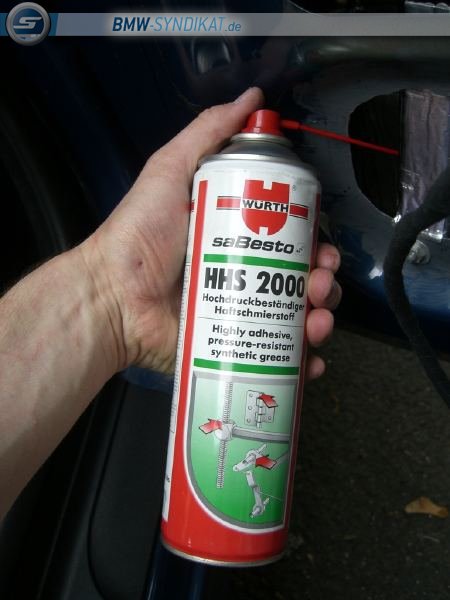 BMW-SYNDIKAT.de
WÜRTH
saBesto
HHS 2000
Hochdruckbeständiger
Haftschmierstoff
Highly adhesive,
pressure-resistant
synthetic grease